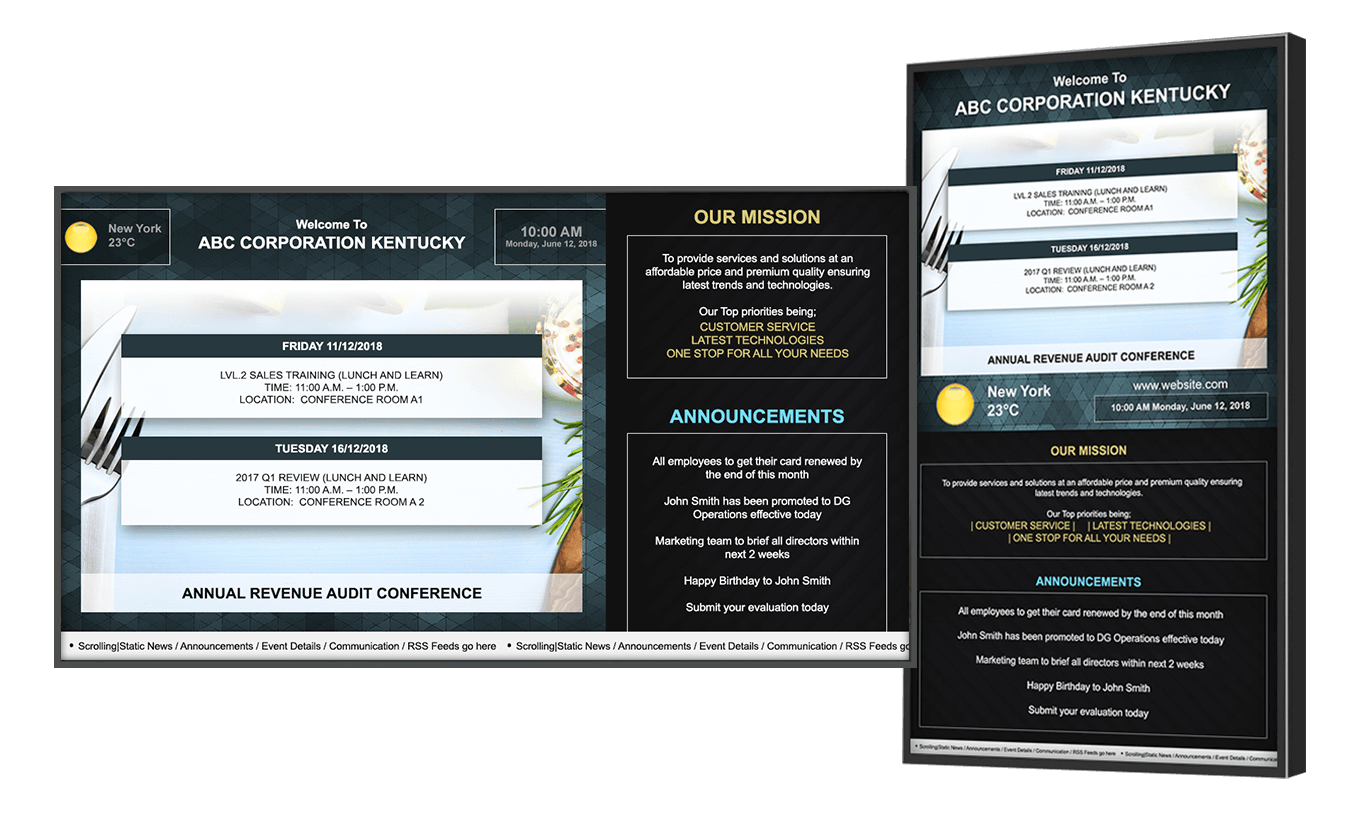 New York
23°C
Welcome To
ABC CORPORATION KENTUCKY
10:00 AM
Monday, June 12, 2018
FRIDAY 11/12/2018
LVL.2 SALES TRAINING (LUNCH AND LEARN)
TIME: 11:00 A.M. – 1:00 P.M.
LOCATION:  CONFERENCE ROOM A1
TUESDAY 16/12/2018
2017 Q1 REVIEW (LUNCH AND LEARN)
TIME: 11:00 A.M. – 1:00 P.M.
LOCATION:  CONFERENCE ROOM A 2
ANNUAL REVENUE AUDIT CONFERENCE
OUR MISSION
To provide services and solutions at an
affordable price and premium quality ensuring
latest trends and technologies.
Our Top priorities being;
CUSTOMER SERVICE
LATEST TECHNOLOGIES
ONE STOP FOR ALL YOUR NEEDS
ANNOUNCEMENTS
All employees to get their card renewed by
the end of this month
John Smith has been promoted to DG
Operations effective today
Marketing team to brief all directors within
next 2 weeks
Happy Birthday to John Smith
Submit your evaluation today
• Scrolling|Static News / Announcements / Event Details / Communication / RSS Feeds go here • Scrolling|Static News / Announcements / Event Details / Communication / RSS Feeds go
Welcome To
ABC CORPORATION KENTUCKY
FRIDAY 11/12/2018
LVL.2 SALES TRAINING (LUNCH AND LEARN)
TIME: 11:00 A.M. – 1:00 P.M.
LOCATION:  CONFERENCE ROOM A1
TUESDAY 16/12/2018
2017 Q1 REVIEW (LUNCH AND LEARN)
TIME: 11:00 A.M. – 1:00 P.M.
LOCATION:  CONFERENCE ROOM A 2
ANNUAL REVENUE AUDIT CONFERENCE
New York
23°C
www.website.com
10:00 AM Monday, June 12, 2018
OUR MISSION
To provide services and solutions at an affordable price and premium quality ensuring
latest trends and technologies.
Our Top priorities being;
| CUSTOMER SERVICE | | LATEST TECHNOLOGIES |
| ONE STOP FOR ALL YOUR NEEDS |
ANNOUNCEMENTS
All employees to get their card renewed by the end of this month
John Smith has been promoted to DG Operations effective today
Marketing team to brief all directors within next 2 weeks
Happy Birthday to John Smith
Submit your evaluation today
• Scrolling|Static News / Announcements / Event Details / Communication / RSS Feeds go here • Scrolling|Static News / Announcements / Event Details / Communica